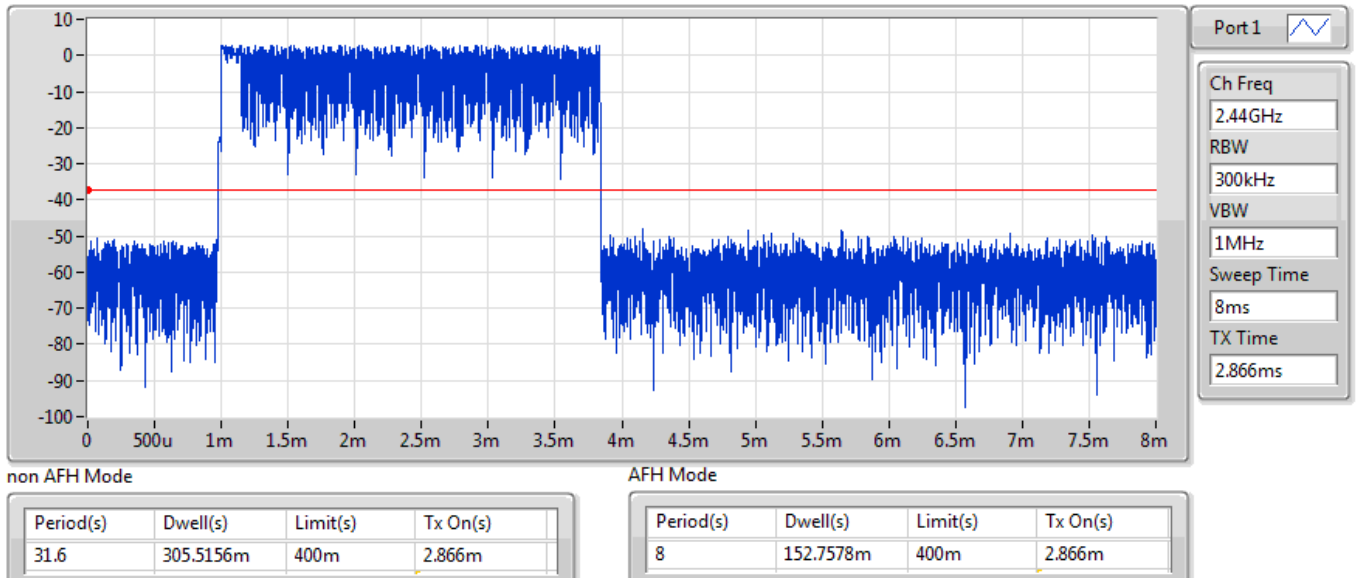 10
0
-10
-20
-30
-40
-50
-60
-70
-80
-90
-100
0 500u 1m 1.5m 2m 2.5m 3m 3.5m 4m 4.5m 5m 5.5m 6m 6.5m 7m 7.5m 8m
Port 1
Ch Freq
2.44GHz
RBW
300kHz
VBW
1MHz
Sweep Time
8ms
TX Time
2.866ms
non AFH Mode
Period(s) Dwell(s) Limit(s) Tx On(s)
31.6 305.5156m 400m 2.866m
AFH Mode
Period(s) Dwell(s) Limit(s) Tx On(s)
8 152.7578m 400m 2.866m